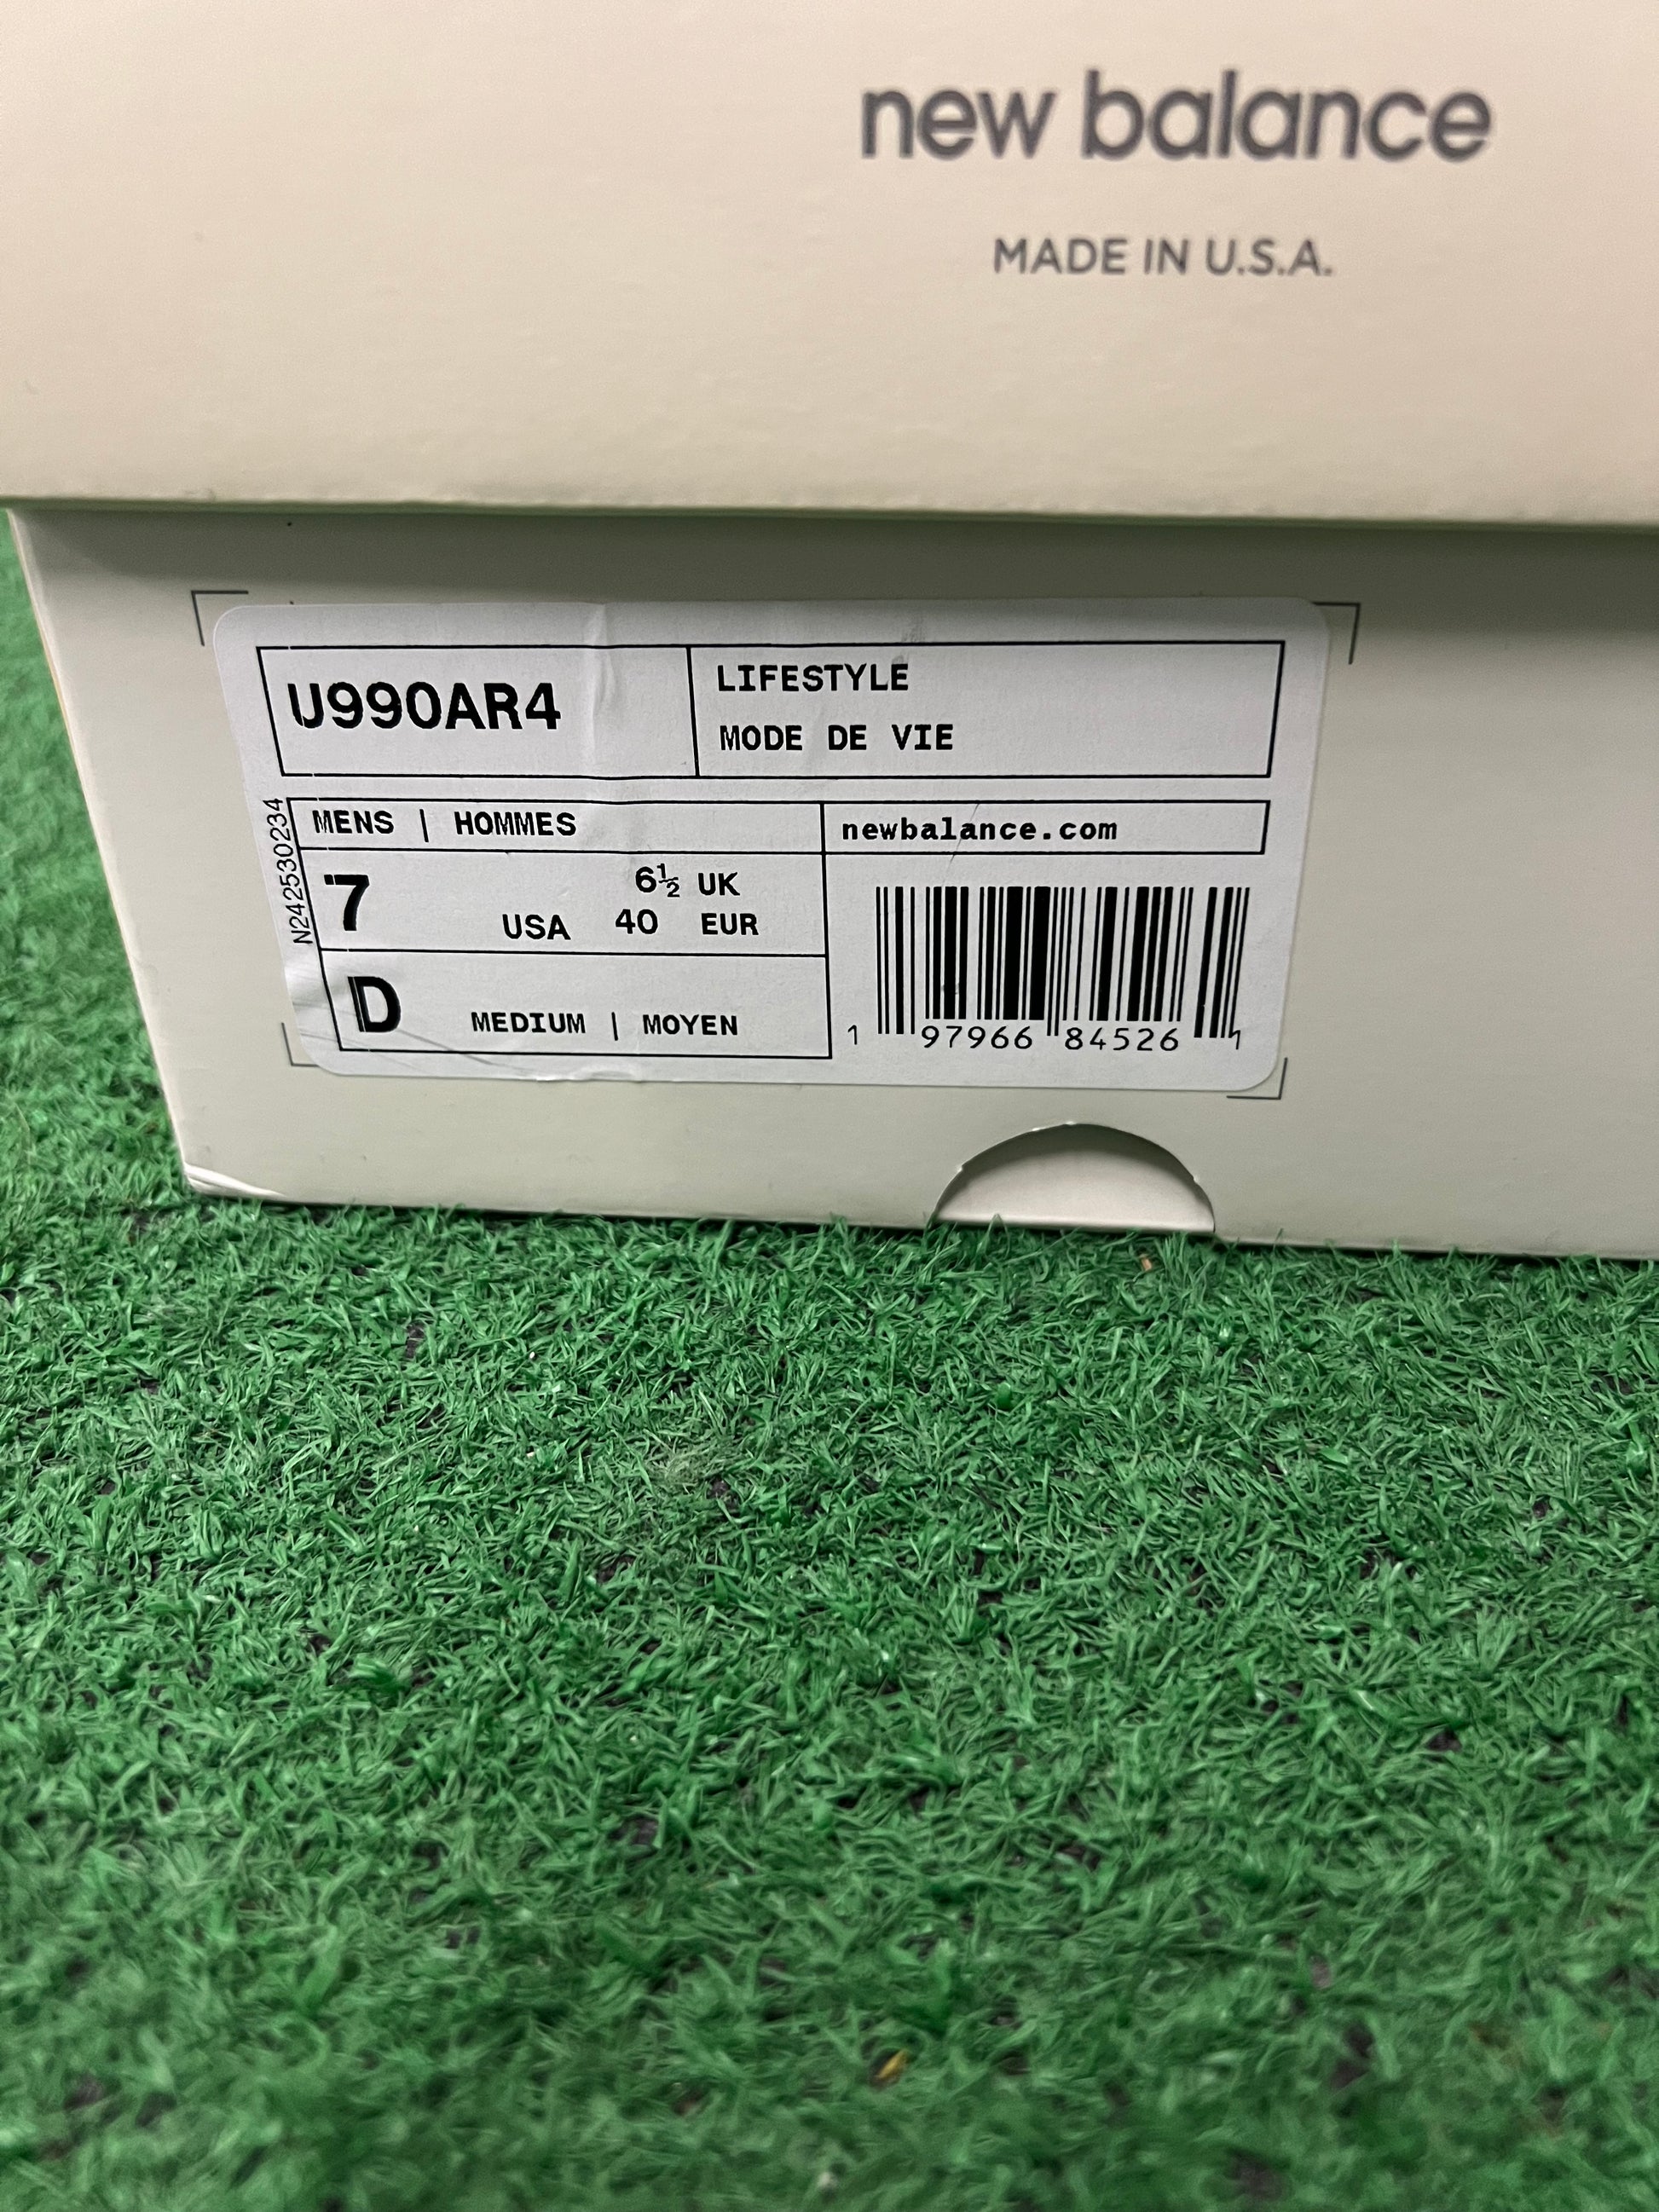 new balance
MADE IN U.S.A.
U990AR4
LIFESTYLE
MODE DE VIE
N242530234
MENS | HOMMES
newbalance.com
7 USA 6½ UK
40 EUR
D MEDIUM | MOYEN
1 97966 84526 1